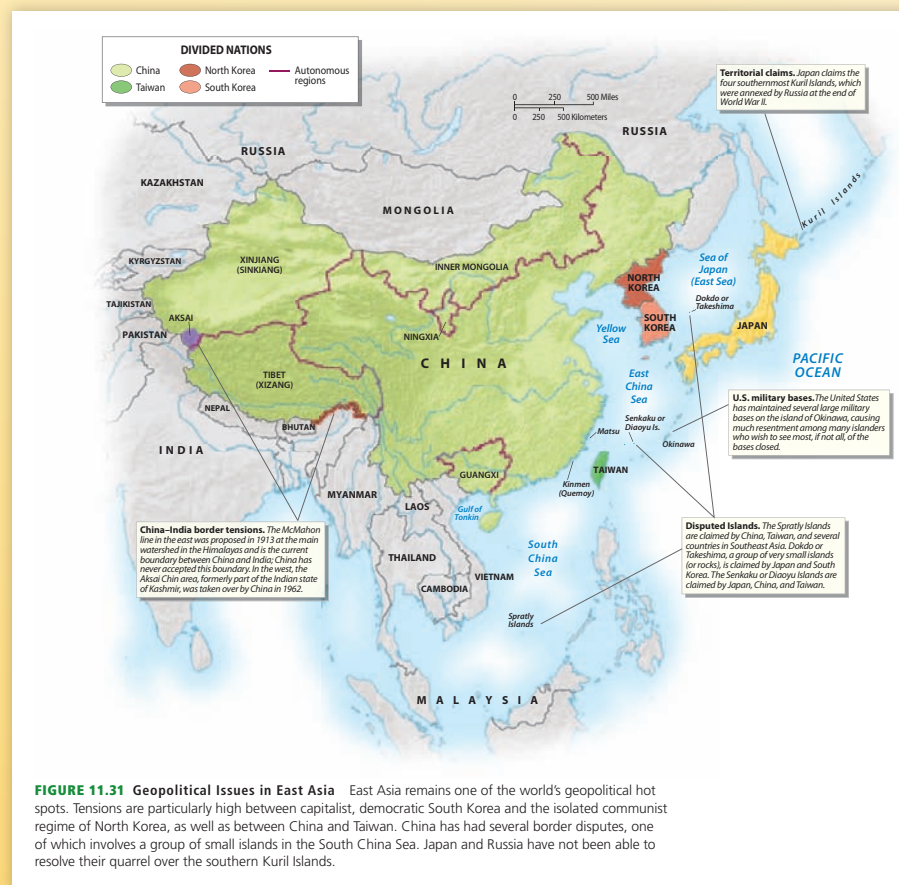 DIVIDED NATIONS
China
North Korea
Autonomous
regions
Taiwan
South Korea
0 250 500 Miles
0 250 500 Kilometers
Territorial claims. Japan claims the
four southernmost Kuril Islands, which
were annexed by Russia at the end of
World War II.
RUSSIA
RUSSIA
KAZAKHSTAN
MONGOLIA
Kuril Islands
KYRGYZSTAN
XINJIANG
(SINKIANG)
INNER MONGOLIA
Sea of
Japan
(East Sea)
NORTH
KOREA
TAJIKISTAN
Dokdo or
Takeshima
AKSAI
SOUTH
KOREA
JAPAN
PAKISTAN
NINGXIA
Yellow
Sea
CHINA
PACIFIC
OCEAN
TIBET
(XIZANG)
East
China
Sea
NEPAL
U.S. military bases. The United States
has maintained several large military
bases on the island of Okinawa, causing
much resentment among many islanders
who wish to see most, if not all, of the
bases closed.
BHUTAN
Senkaku or
Diaoyu Is.
Matsu
Okinawa
INDIA
GUANGXI
TAIWAN
Kinmen
(Quemoy)
MYANMAR
LAOS
Gulf of
Tonkin
China–India border tensions. The McMahon
line in the east was proposed in 1913 at the main
watershed in the Himalayas and is the current
boundary between China and India; China has
never accepted this boundary. In the west, the
Aksai Chin area, formerly part of the Indian state
of Kashmir, was taken over by China in 1962.
Disputed Islands. The Spratly Islands
are claimed by China, Taiwan, and several
countries in Southeast Asia. Dokdo or
Takeshima, a group of very small islands
(or rocks), is claimed by Japan and South
Korea. The Senkaku or Diaoyu Islands are
claimed by Japan, China, and Taiwan.
South
China
Sea
THAILAND
VIETNAM
CAMBODIA
Spratly
Islands
MALAYSIA
FIGURE 11.31 Geopolitical Issues in East Asia East Asia remains one of the world's geopolitical hot
spots. Tensions are particularly high between capitalist, democratic South Korea and the isolated communist
regime of North Korea, as well as between China and Taiwan. China has had several border disputes, one
of which involves a group of small islands in the South China Sea. Japan and Russia have not been able to
resolve their quarrel over the southern Kuril Islands.